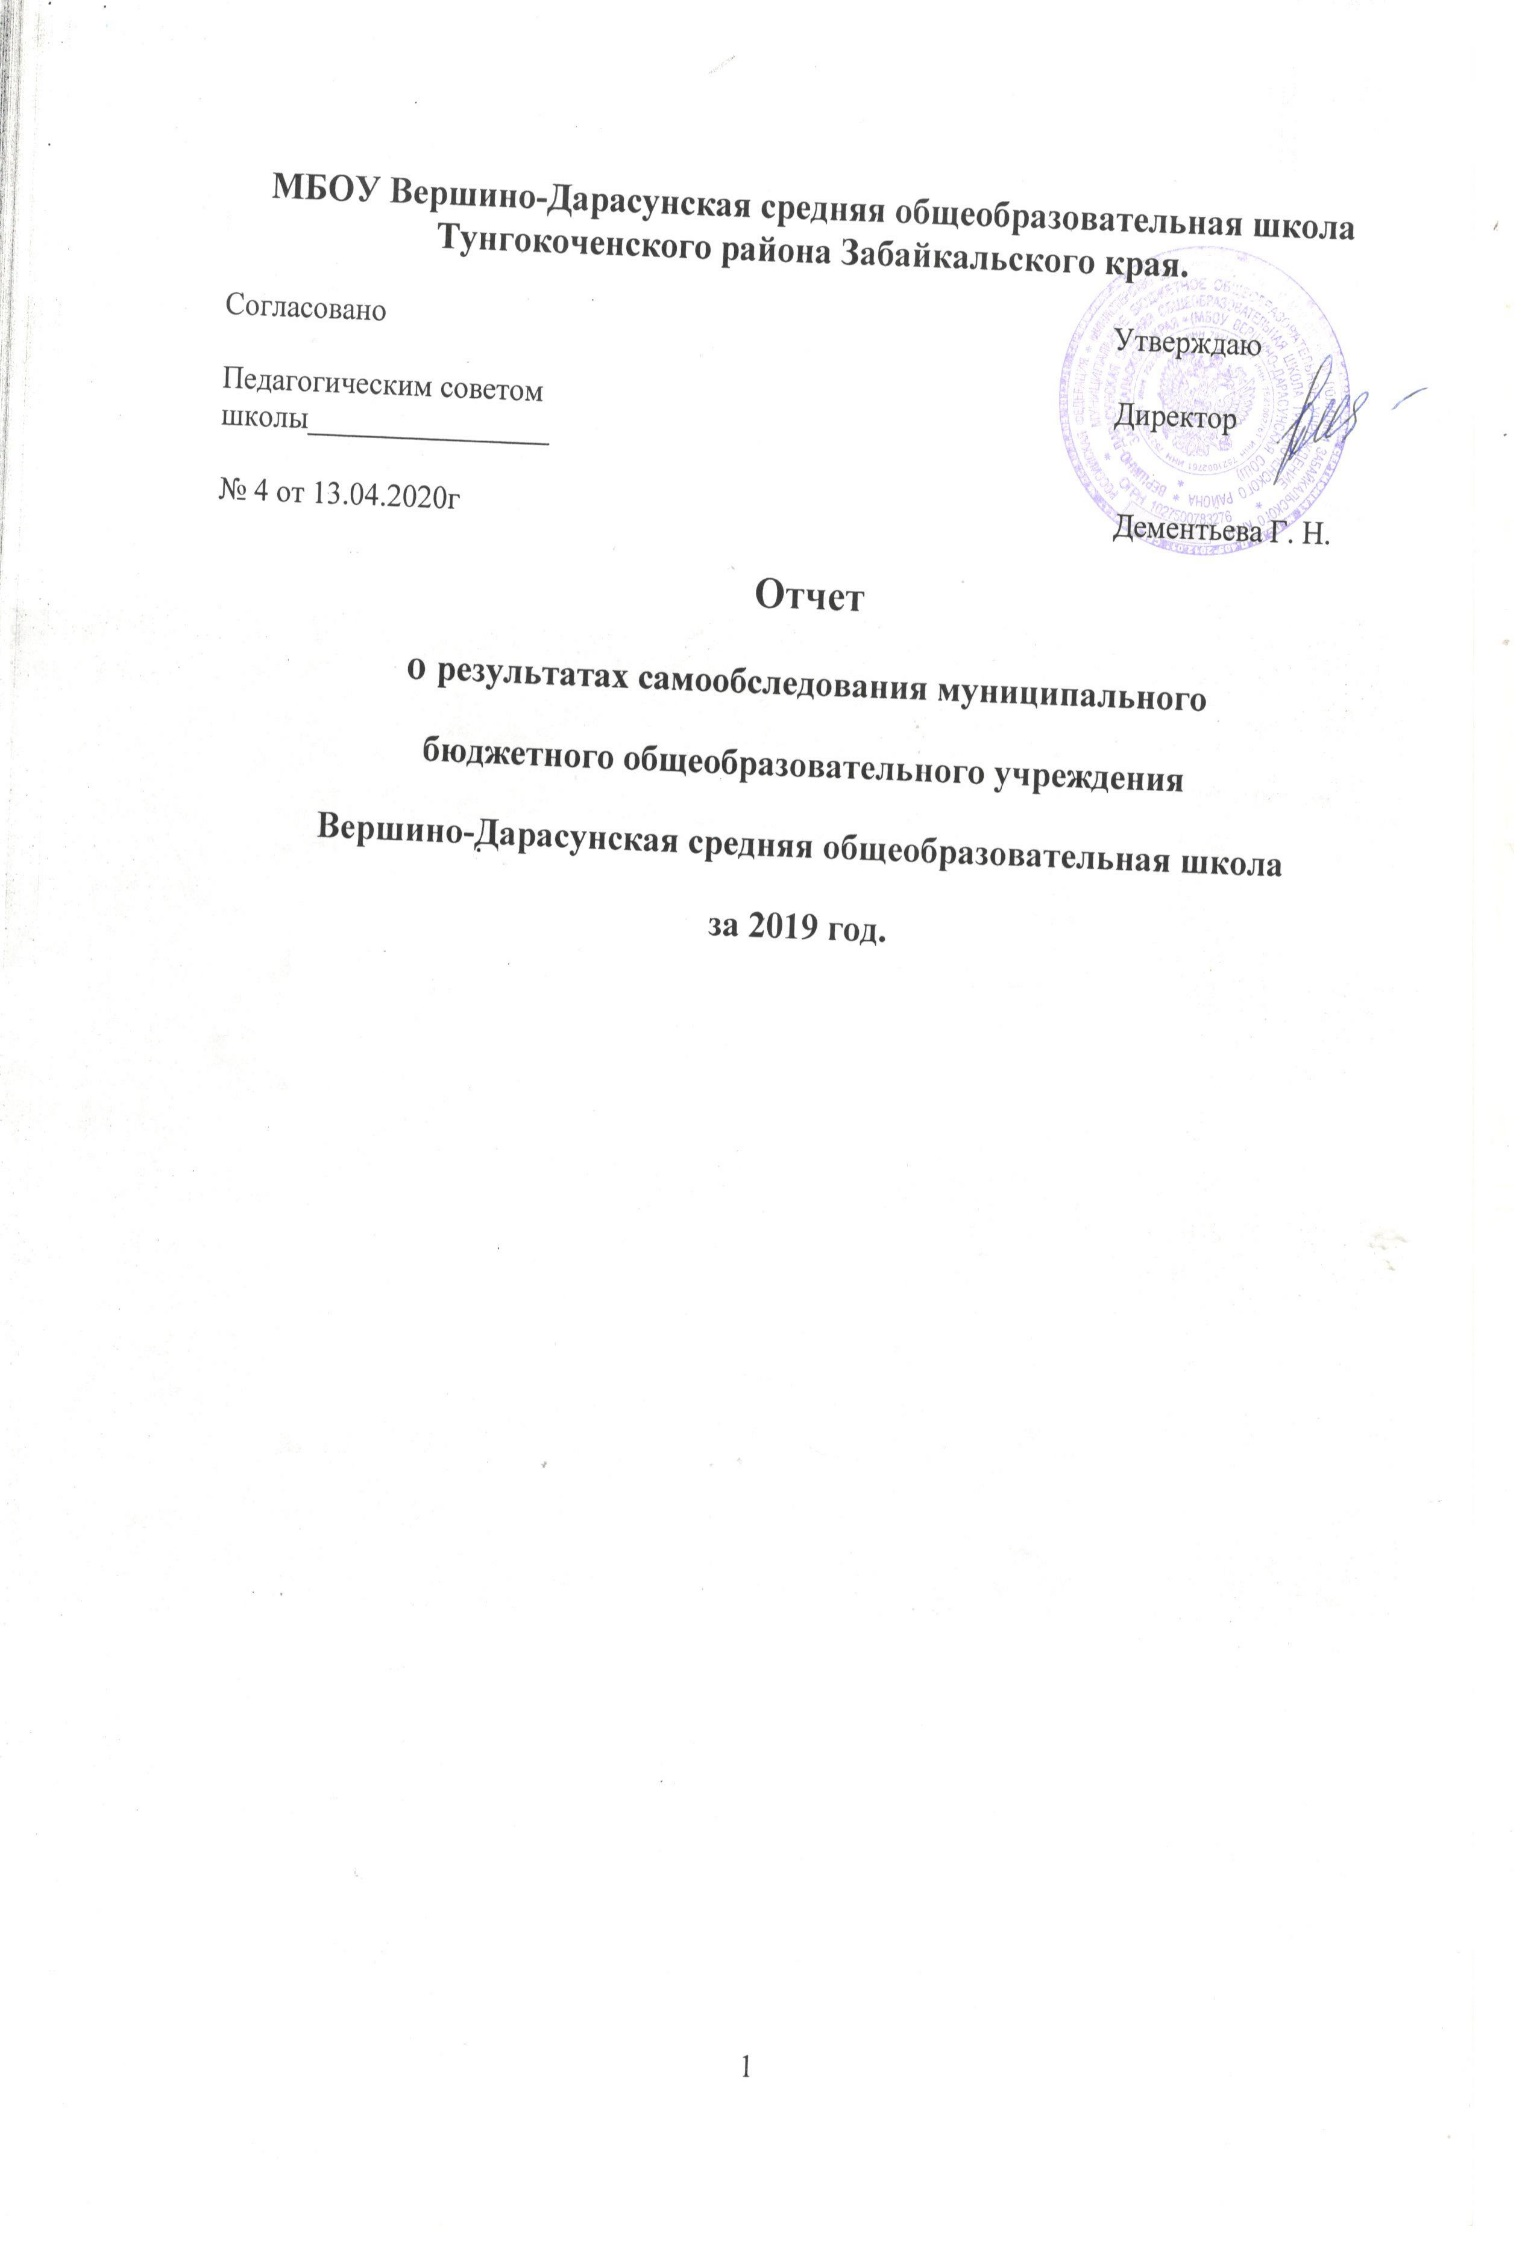 МБОУ Вершино-Дарасунская средняя общеобразовательная школа
Тунгокоченского района Забайкальского края.
Согласовано
Педагогическим советом
школы________________
№ 4 от 13.04.2020г
Утверждаю
Директор
Дементьева Г. Н.
Отчет
о результатах самообследования муниципального
бюджетного общеобразовательного учреждения
Вершино-Дарасунская средняя общеобразовательная школа
за 2019 год.
1